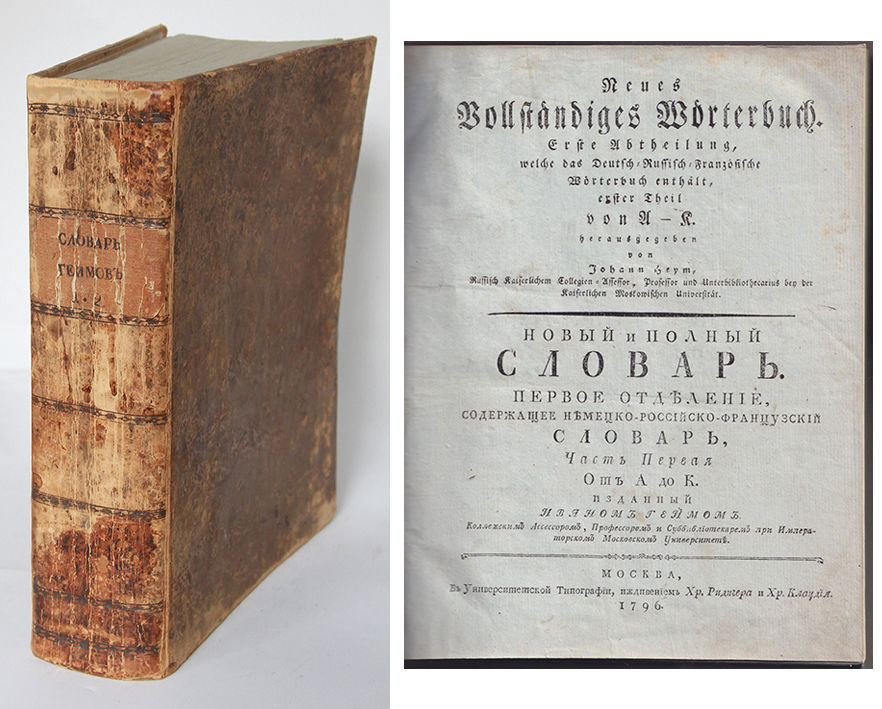 СЛОВАРЬ
ГЕИМОВЪ
1·2
Neues
Vollständiges Wörterbuch.
Erste Abtheilung,
welche das Deutsch-Russisch-Französische
Wörterbuch enthält,
erster Theil
von A – K.
herausgegeben
von
Johann Heym,
Russisch Kaiserlichem Collegien-Assessor, Professor und Unterbibliothecarius bey der
Kaiserlichen Moskowischen Universität.
НОВЫЙ и ПОЛНЫЙ
СЛОВАРЬ.
ПЕРВОЕ ОТДѢЛЕНІЕ,
СОДЕРЖАЩЕЕ НѢМЕЦКО-РОССІЙСКО-ФРАНЦУЗСКІЙ
СЛОВАРЬ,
Часть Первая
Отъ А до К.
ИЗДАННЫЙ
ИВАНОМЪ ГЕЙМОМЪ.
Коллежскимъ Ассессоромъ, Профессоромъ и Суббибліотекаремъ при Импера-
торскомъ Московскомъ Университетѣ.
МОСКВА,
Въ Университетской Типографіи, иждивеніемъ Хр. Ридигера и Хр. Клаудія.
1796.